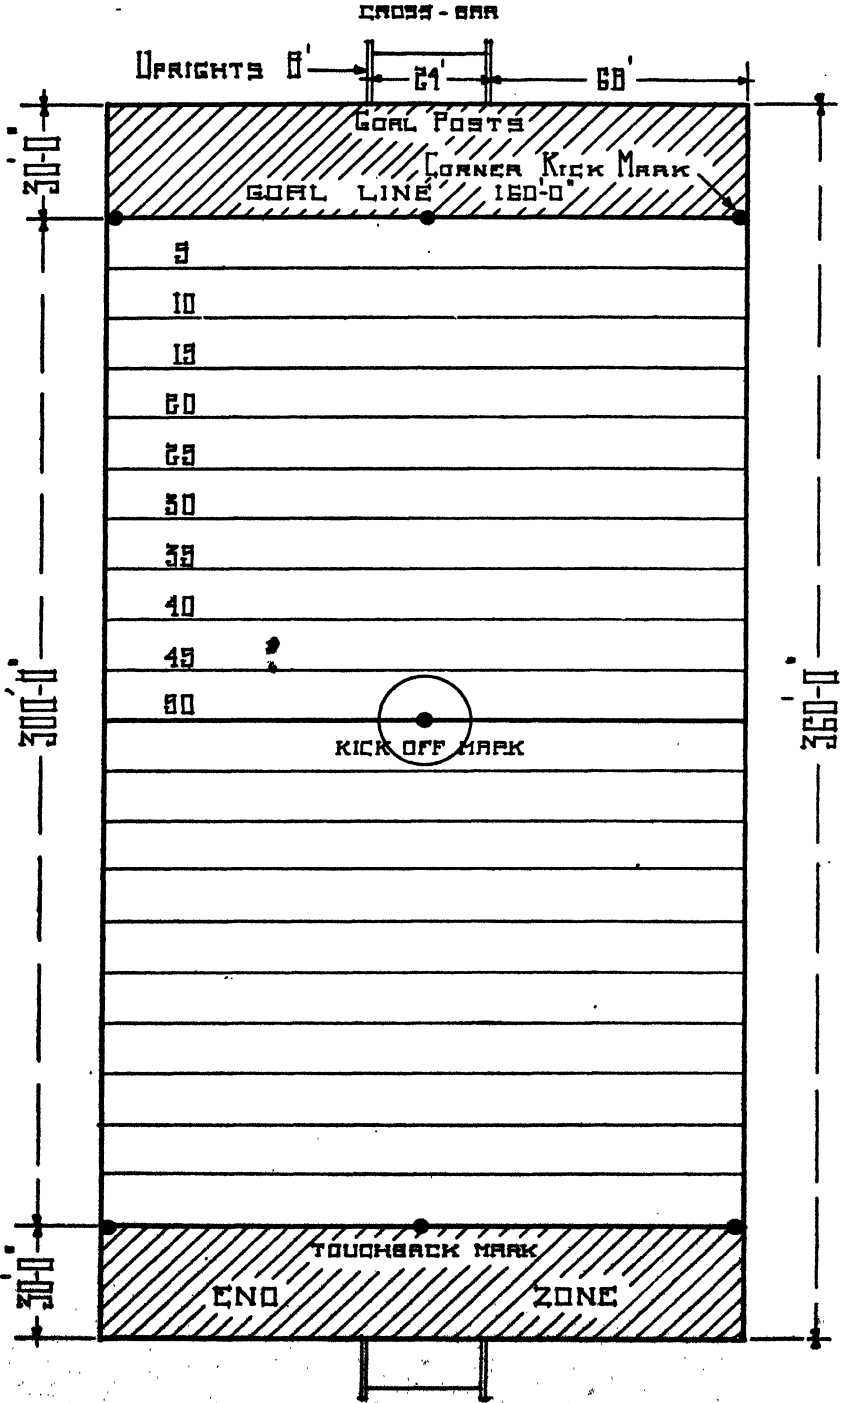 CROSS-BAR
UPRIGHTS 8'
24'
68'
GOAL POSTS
30'-0"
CORNER KICK MARK
GOAL LINE 160'-0"
5
10
15
20
25
30
35
40
45
50
300'-0"
360'-0"
KICK OFF MARK
TOUCHBACK MARK
30'-0"
END ZONE